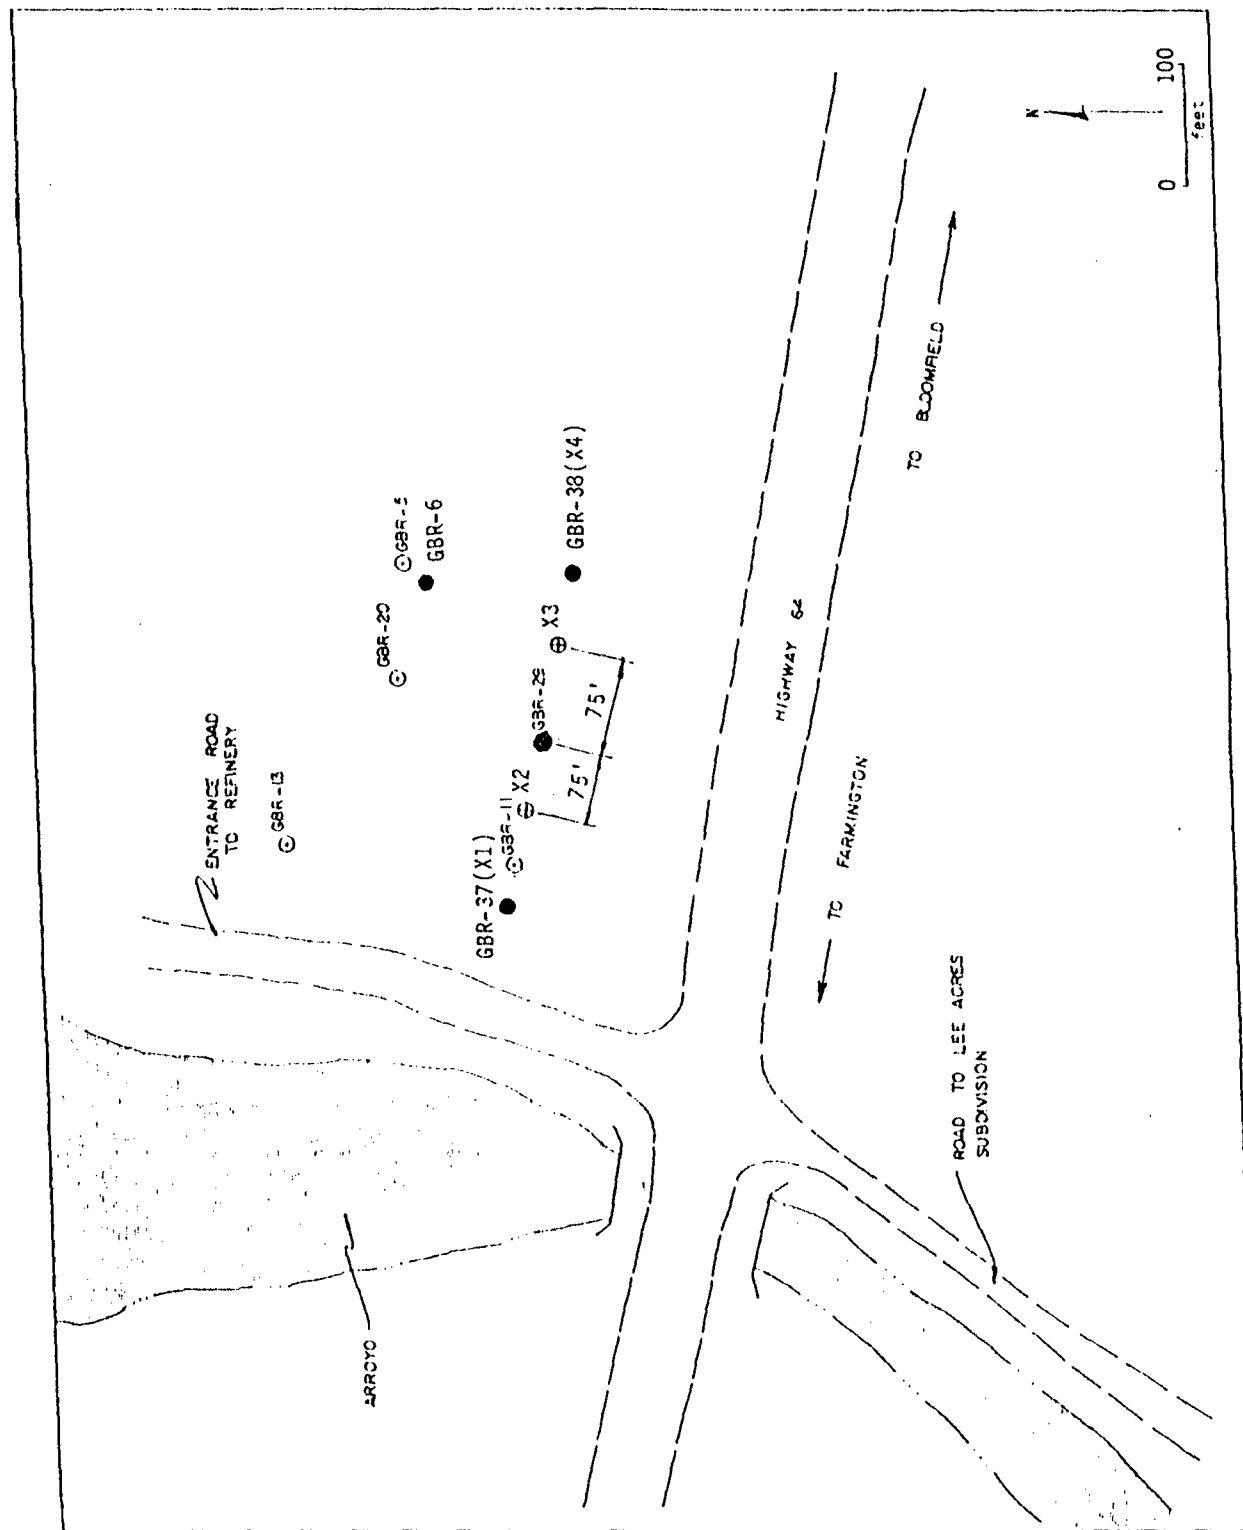 ENTRANCE ROAD
TO REFINERY
GBR-13
GBR-20
GBR-5
GBR-6
GBR-37(X1)
GBR-11
X2
GBR-29
X3
GBR-38(X4)
75'
75'
ARROYO
HIGHWAY 64
TO FARMINGTON
TO BLOOMFIELD
ROAD TO LEE ACRES
SUBDIVISION
N
0 100
feet